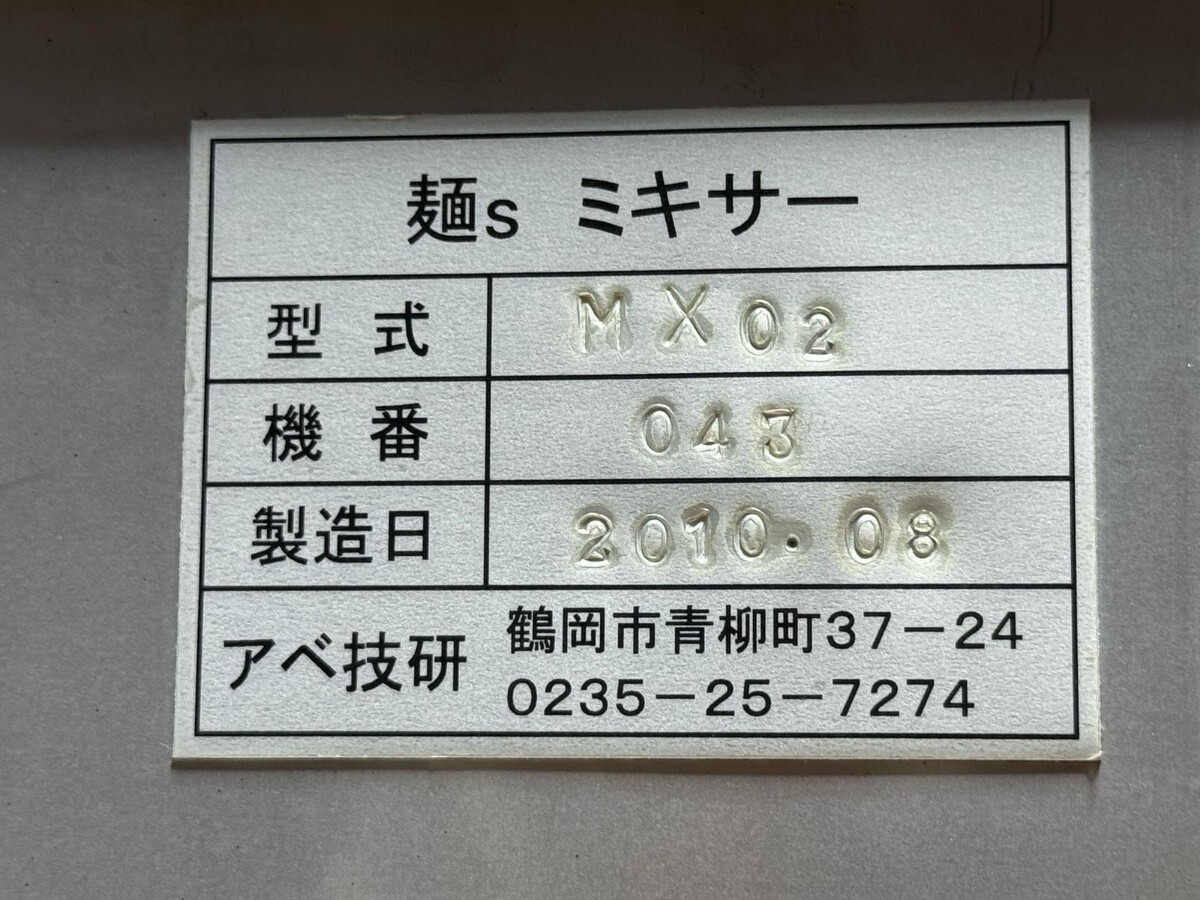 麺s ミキサー
型 式 MX02
機 番 043
製造日 2010.08
アベ技研 鶴岡市青柳町37-24
0235-25-7274